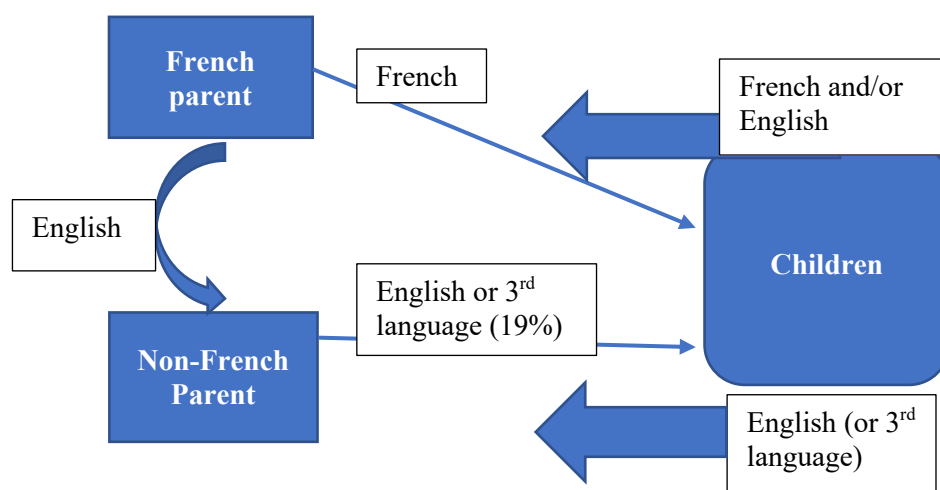 French
parent
French
French and/or
English
English
Children
English or 3rd
language (19%)
Non-French
Parent
English (or 3rd
language)